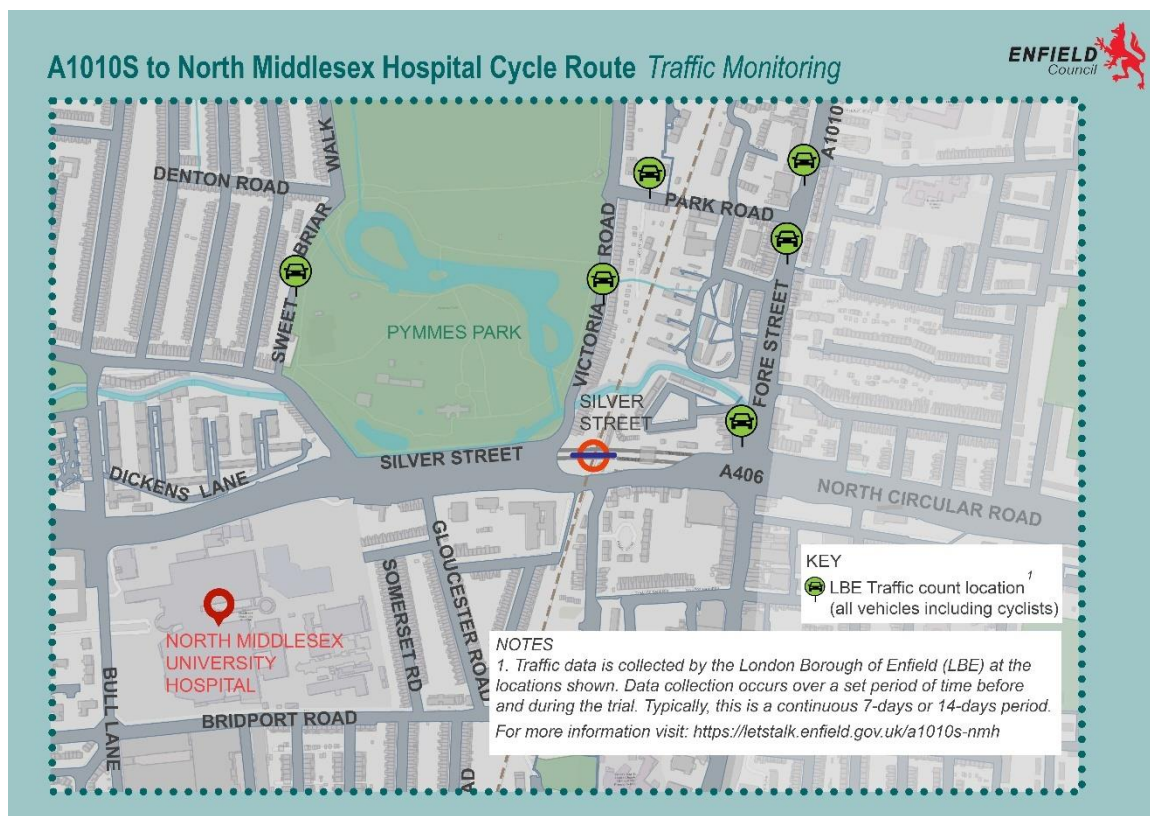 A1010S to North Middlesex Hospital Cycle Route Traffic Monitoring
ENFIELD
Council
WALK
A1010
DENTON ROAD
PARK ROAD
BRIAR
ROAD
SWEET
PYMMES PARK
VICTORIA
FORE STREET
SILVER
STREET
SILVER STREET
A406
DICKENS LANE
NORTH CIRCULAR ROAD
GLOUCESTER ROAD
SOMERSET RD
KEY
LBE Traffic count location 1
(all vehicles including cyclists)
NORTH MIDDLESEX
UNIVERSITY
HOSPITAL
BULL LANE
BRIDPORT ROAD
AD
NOTES
1. Traffic data is collected by the London Borough of Enfield (LBE) at the
locations shown. Data collection occurs over a set period of time before
and during the trial. Typically, this is a continuous 7-days or 14-days period.
For more information visit: https://letstalk.enfield.gov.uk/a1010s-nmh